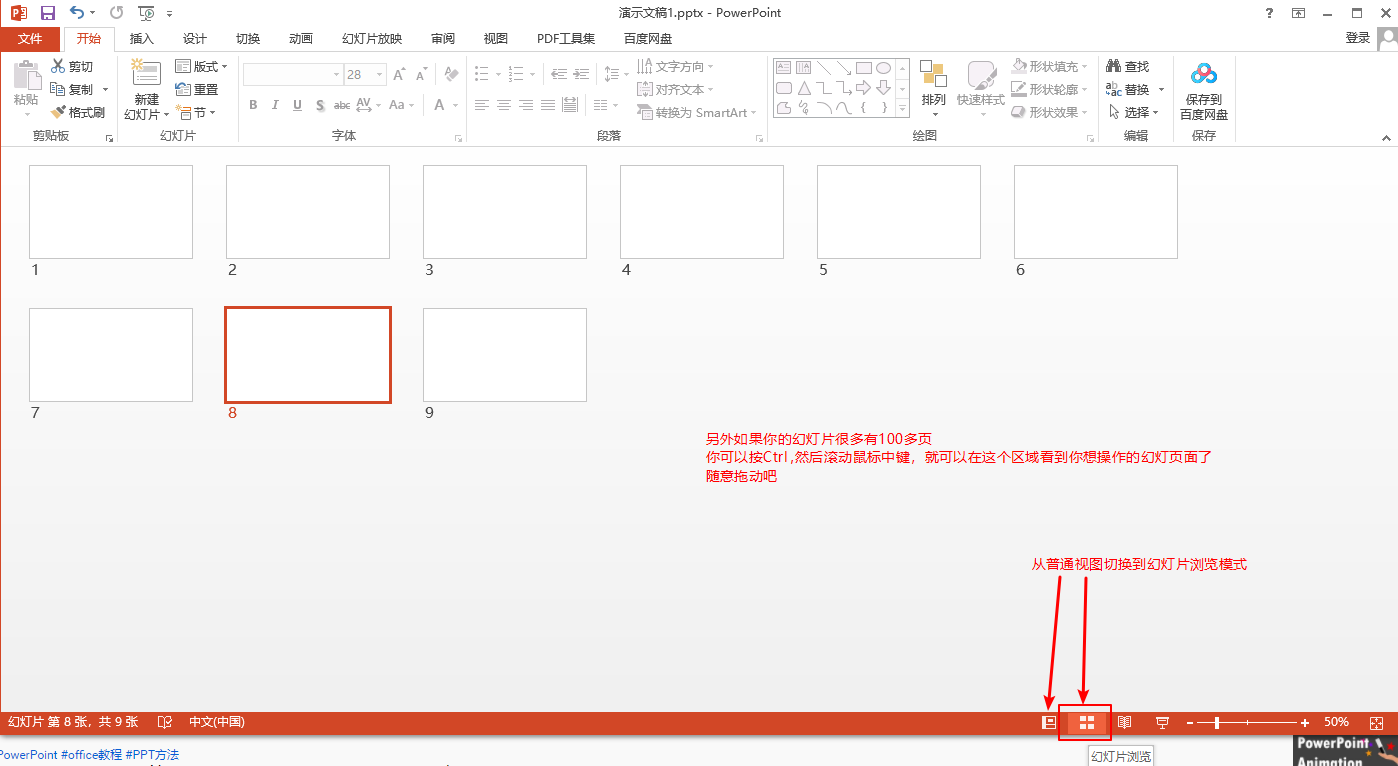 演示文稿1.pptx - PowerPoint
?
文件 开始 插入 设计 切换 动画 幻灯片放映 审阅 视图 PDF工具集 百度网盘 登录
剪切 版式 28 文字方向 形状填充 查找
复制 重置 对齐文本 形状轮廓 替换
粘贴 格式刷 新建 幻灯片 节 B I U S abc AV Aa A 转换为 SmartArt 排列 快速样式 形状效果 选择 保存到 百度网盘
剪贴板 幻灯片 字体 段落 绘图 编辑 保存
1 2 3 4 5 6
7 8 9
另外如果你的幻灯片很多有100多页
你可以按Ctrl,然后滚动鼠标中键，就可以在这个区域看到你想操作的幻灯页面了
随意拖动吧
从普通视图切换到幻灯片浏览模式
幻灯片 第 8 张，共 9 张 中文(中国) 50%
PowerPoint #office教程 #PPT方法
幻灯片浏览
PowerPoint
Animation